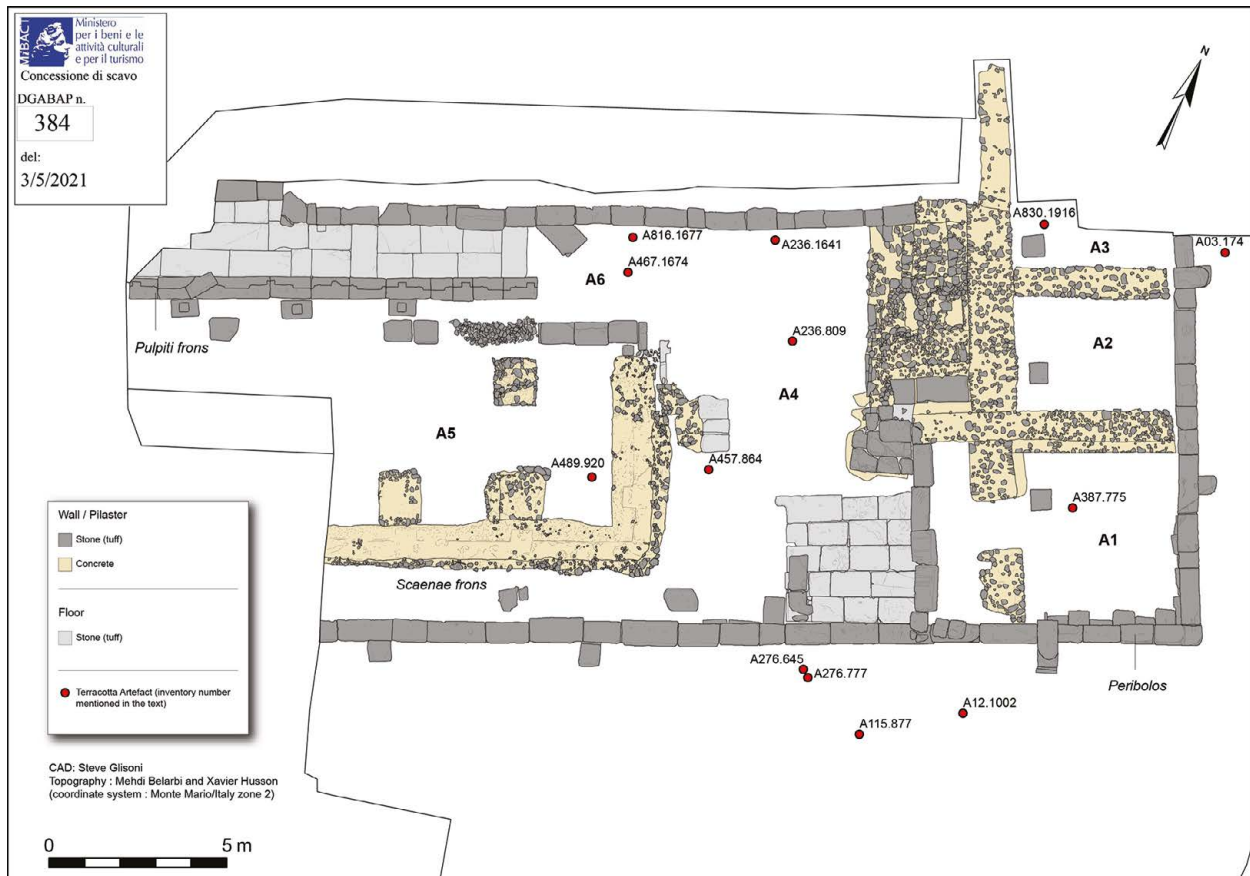 MiBACT
Ministero
per i beni e le
attività culturali
e per il turismo
Concessione di scavo
DGABAP n.
384
del:
3/5/2021
N
A830.1916
A3
A03.174
A816.1677
A236.1641
A467.1674
A6
A236.809
A2
Pulpiti frons
A4
A5
A457.864
A489.920
A387.775
A1
Scaenae frons
A276.645
A276.777
Peribolos
A12.1002
A115.877
Wall / Pilaster
Stone (tuff)
Concrete
Floor
Stone (tuff)
Terracotta Artefact (inventory number
mentioned in the text)
CAD: Steve Glisoni
Topography : Mehdi Belarbi and Xavier Husson
(coordinate system : Monte Mario/Italy zone 2)
0 5 m